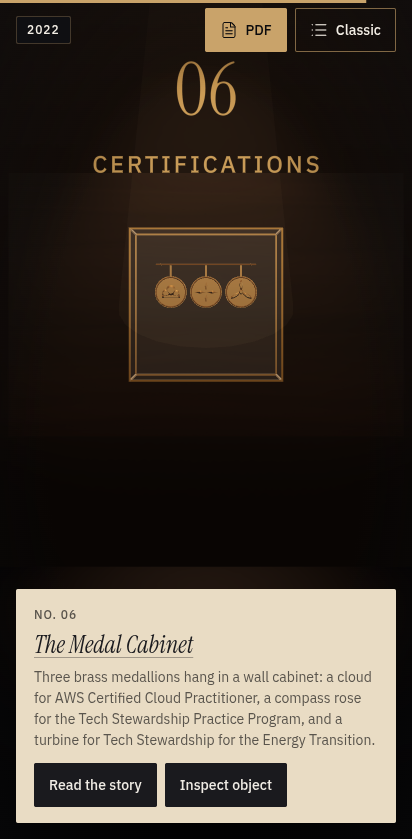 2022
PDF
Classic
06
CERTIFICATIONS
NO. 06
The Medal Cabinet
Three brass medallions hang in a wall cabinet: a cloud
for AWS Certified Cloud Practitioner, a compass rose
for the Tech Stewardship Practice Program, and a
turbine for Tech Stewardship for the Energy Transition.
Read the story
Inspect object